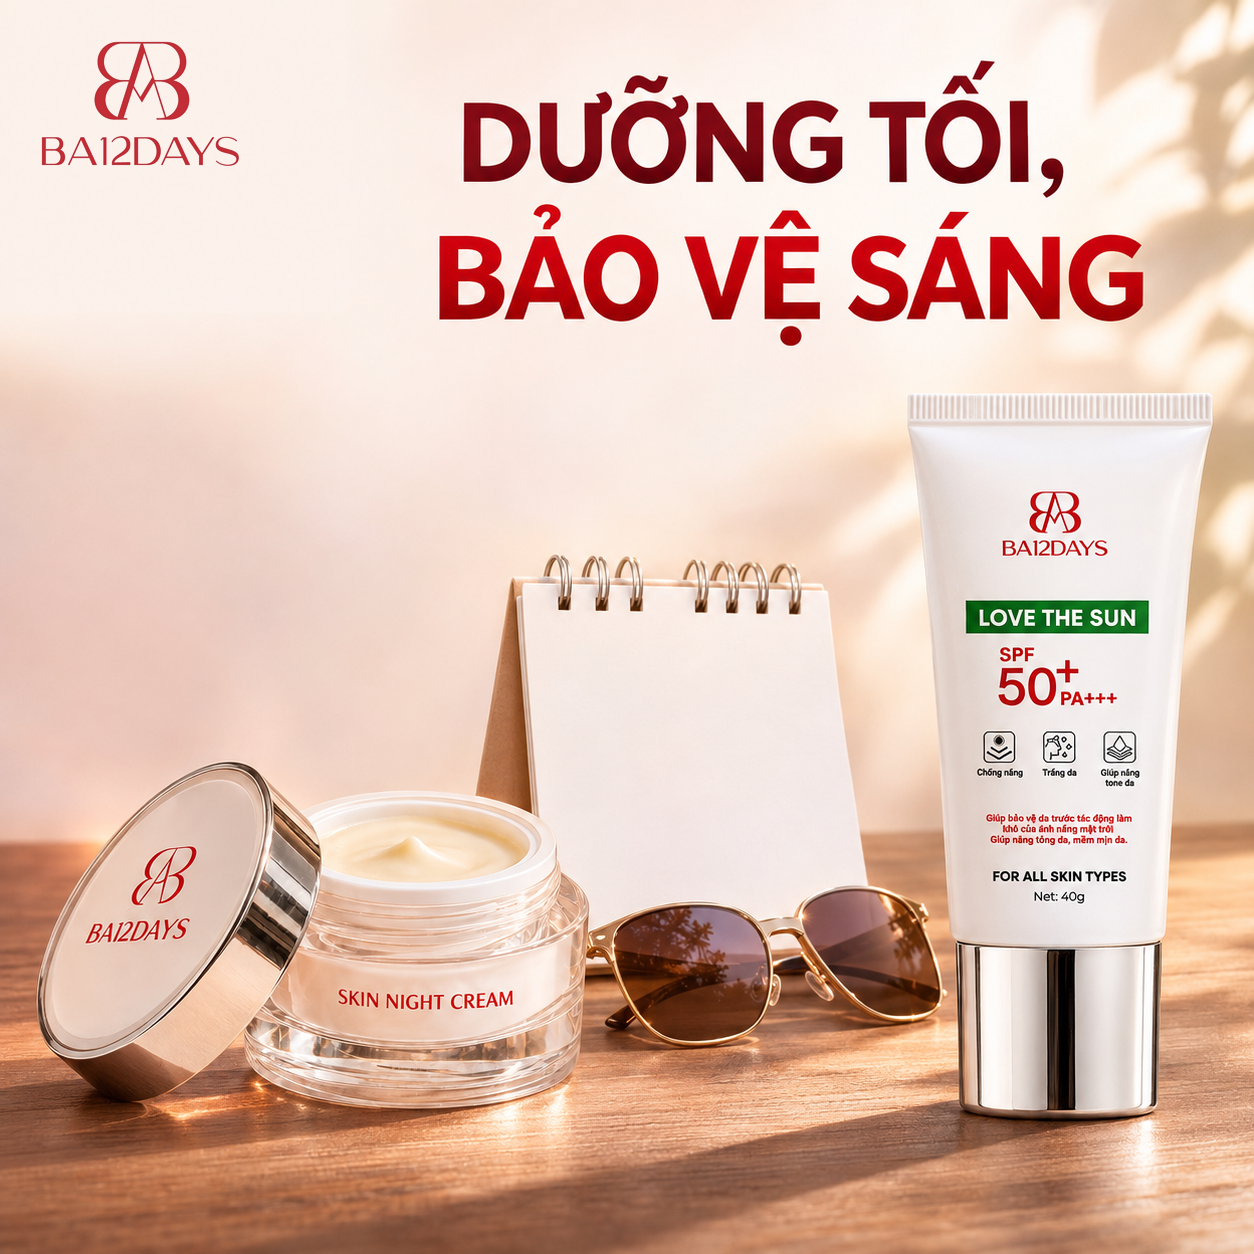 BA12DAYS
DƯỠNG TỐI,
BẢO VỆ SÁNG
BA12DAYS
LOVE THE SUN
SPF
50+
PA+++
Chống nắng
Trắng da
Giúp nâng
tone da
Giúp bảo vệ da trước tác động làm
khô của ánh nắng mặt trời
Giúp nâng tông da, mềm mịn da.
FOR ALL SKIN TYPES
Net: 40g
BA12DAYS
SKIN NIGHT CREAM